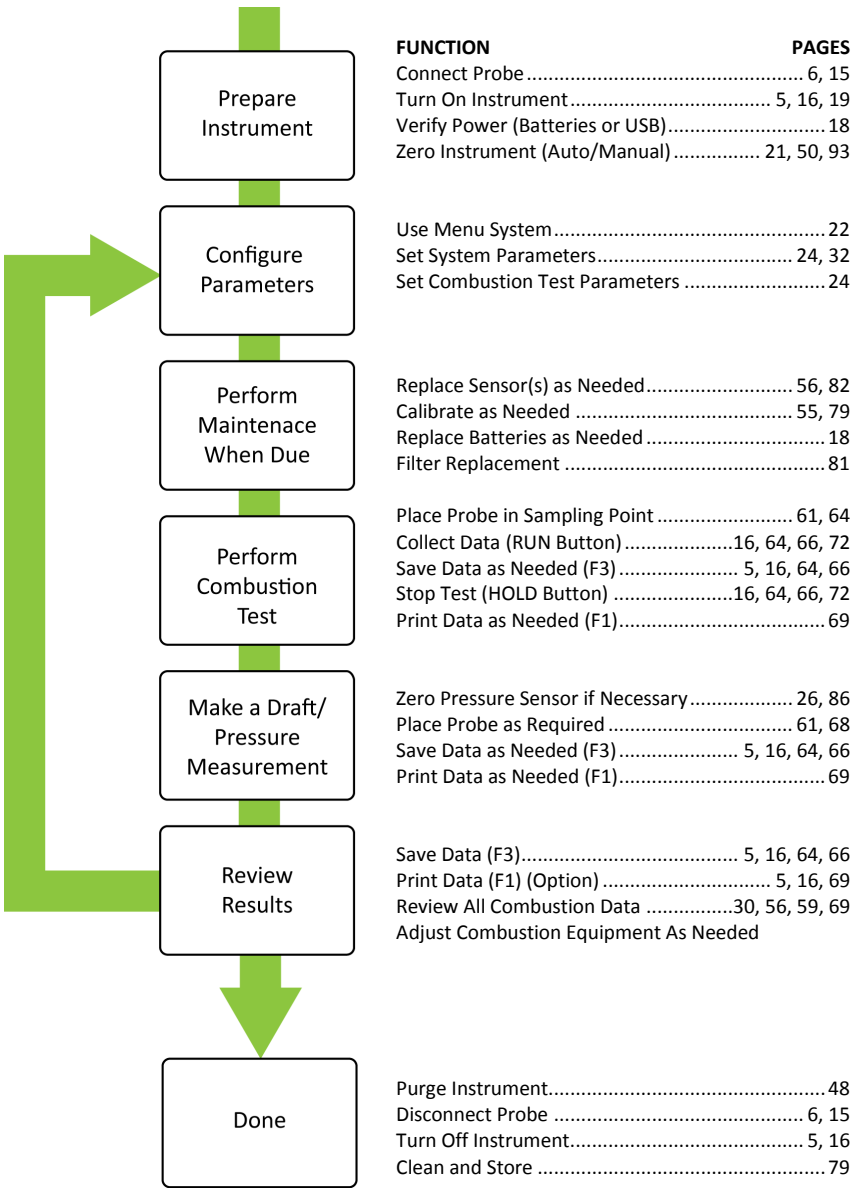 FUNCTION PAGES
Prepare
Instrument
Connect Probe ........ 6, 15
Turn On Instrument ........ 5, 16, 19
Verify Power (Batteries or USB) ........ 18
Zero Instrument (Auto/Manual) ........ 21, 50, 93
Configure
Parameters
Use Menu System ........ 22
Set System Parameters ........ 24, 32
Set Combustion Test Parameters ........ 24
Perform
Maintenace
When Due
Replace Sensor(s) as Needed ........ 56, 82
Calibrate as Needed ........ 55, 79
Replace Batteries as Needed ........ 18
Filter Replacement ........ 81
Perform
Combustion
Test
Place Probe in Sampling Point ........ 61, 64
Collect Data (RUN Button) ........ 16, 64, 66, 72
Save Data as Needed (F3) ........ 5, 16, 64, 66
Stop Test (HOLD Button) ........ 16, 64, 66, 72
Print Data as Needed (F1) ........ 69
Make a Draft/
Pressure
Measurement
Zero Pressure Sensor if Necessary ........ 26, 86
Place Probe as Required ........ 61, 68
Save Data as Needed (F3) ........ 5, 16, 64, 66
Print Data as Needed (F1) ........ 69
Review
Results
Save Data (F3) ........ 5, 16, 64, 66
Print Data (F1) (Option) ........ 5, 16, 69
Review All Combustion Data ........ 30, 56, 59, 69
Adjust Combustion Equipment As Needed
Done
Purge Instrument ........ 48
Disconnect Probe ........ 6, 15
Turn Off Instrument ........ 5, 16
Clean and Store ........ 79